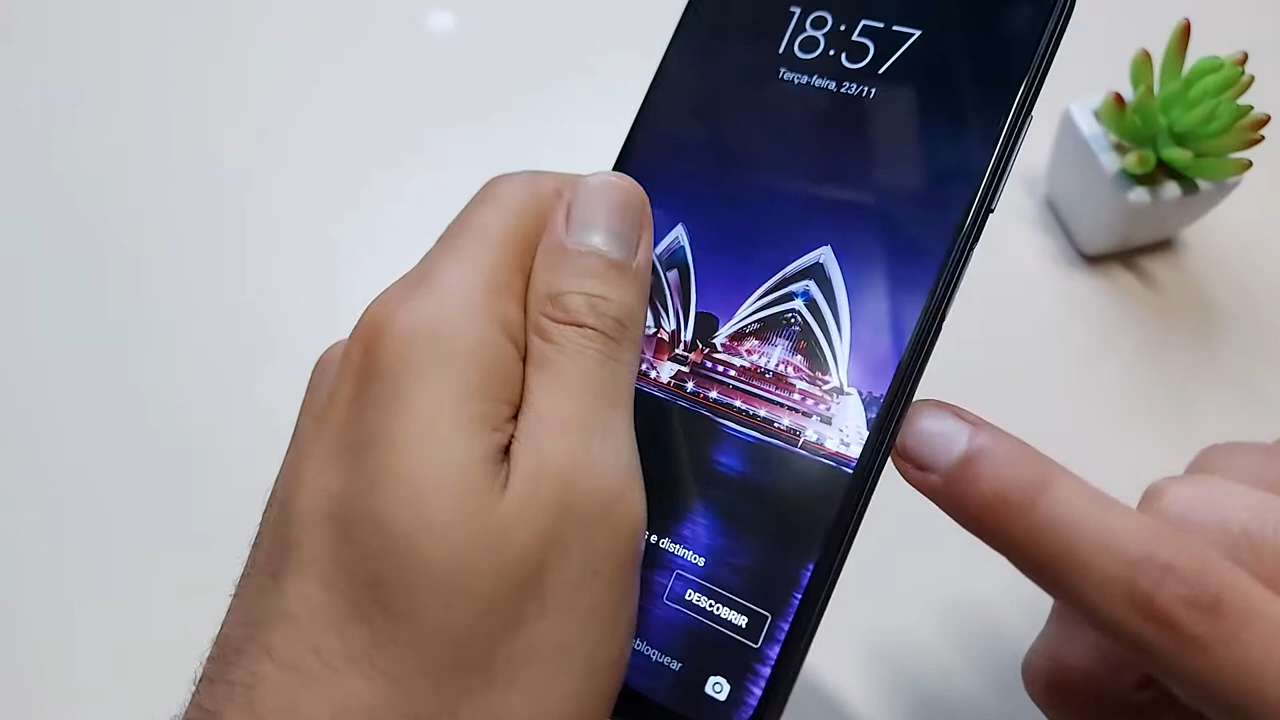 18:57
Terça-feira, 23/11
e distintos
DESCOBRIR
bloquear